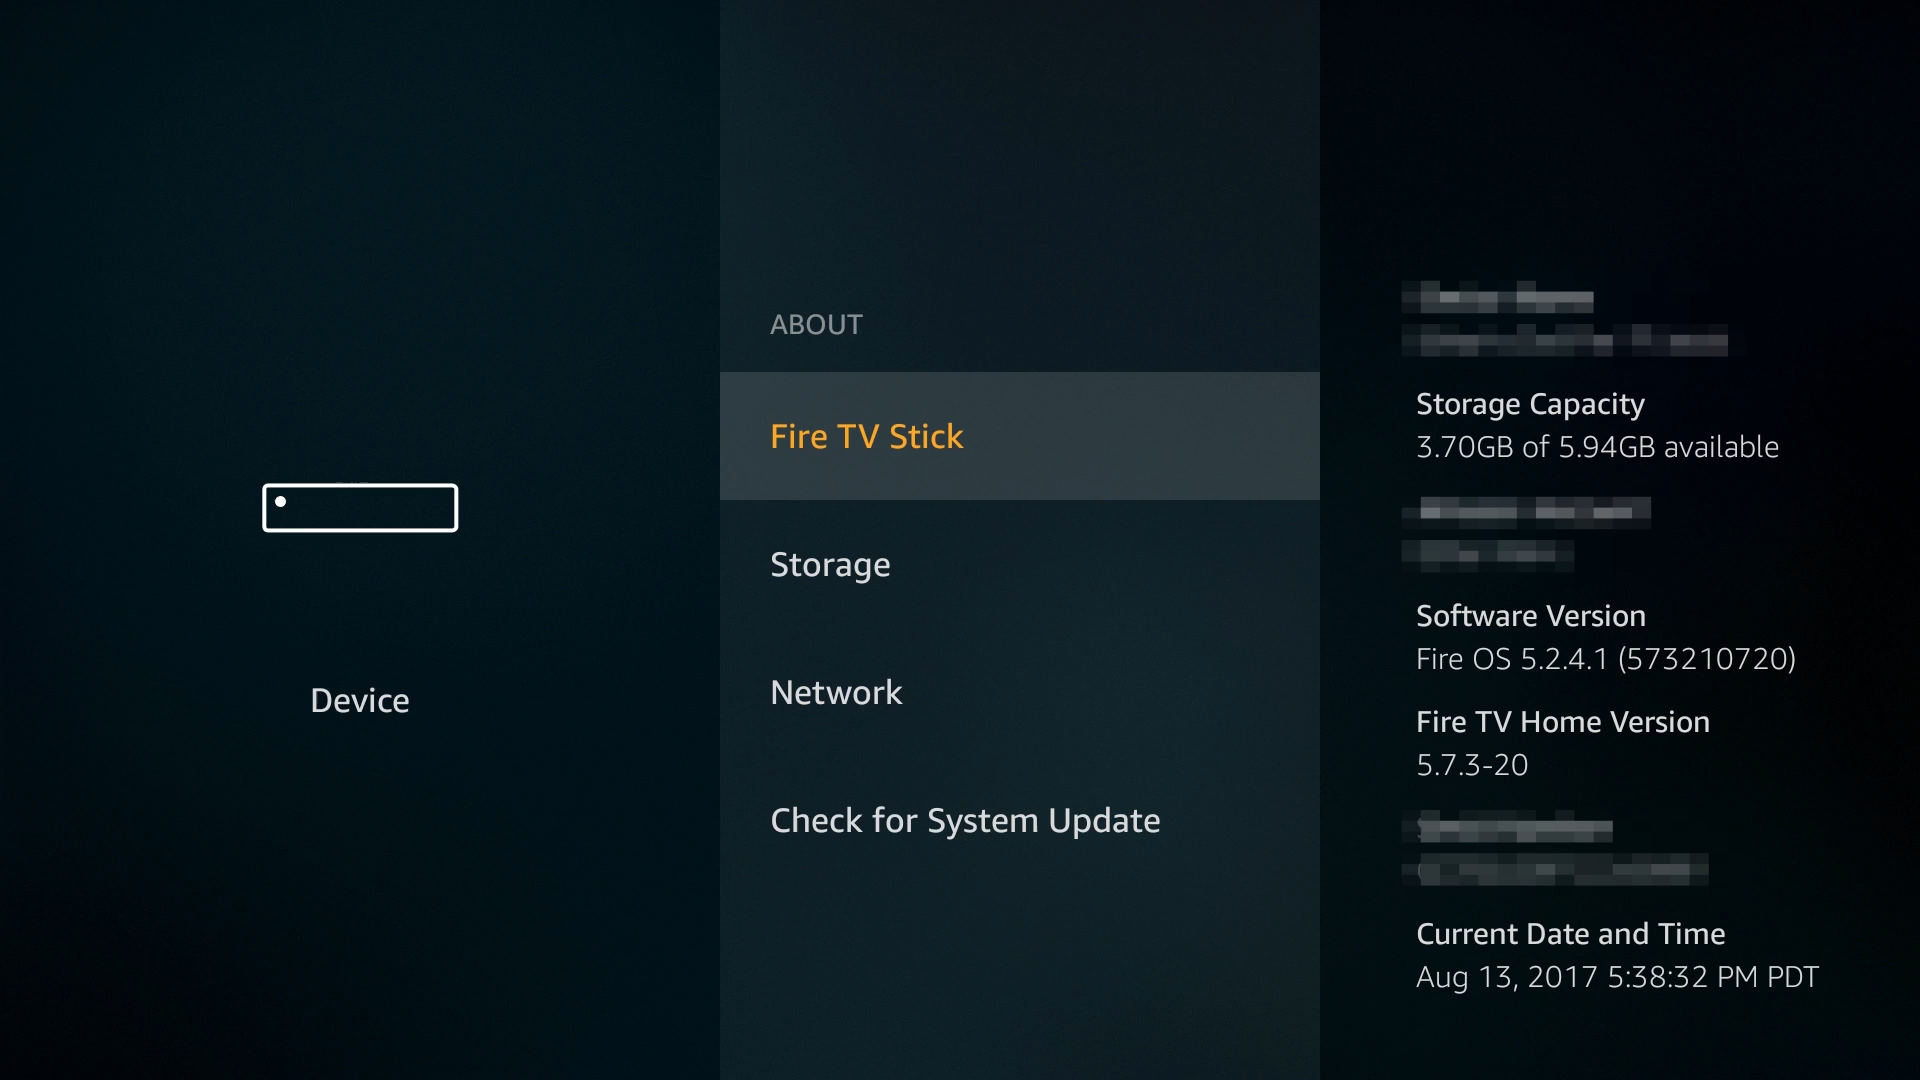 Device
ABOUT
Fire TV Stick
Storage
Network
Check for System Update
Storage Capacity
3.70GB of 5.94GB available
Software Version
Fire OS 5.2.4.1 (573210720)
Fire TV Home Version
5.7.3-20
Current Date and Time
Aug 13, 2017 5:38:32 PM PDT